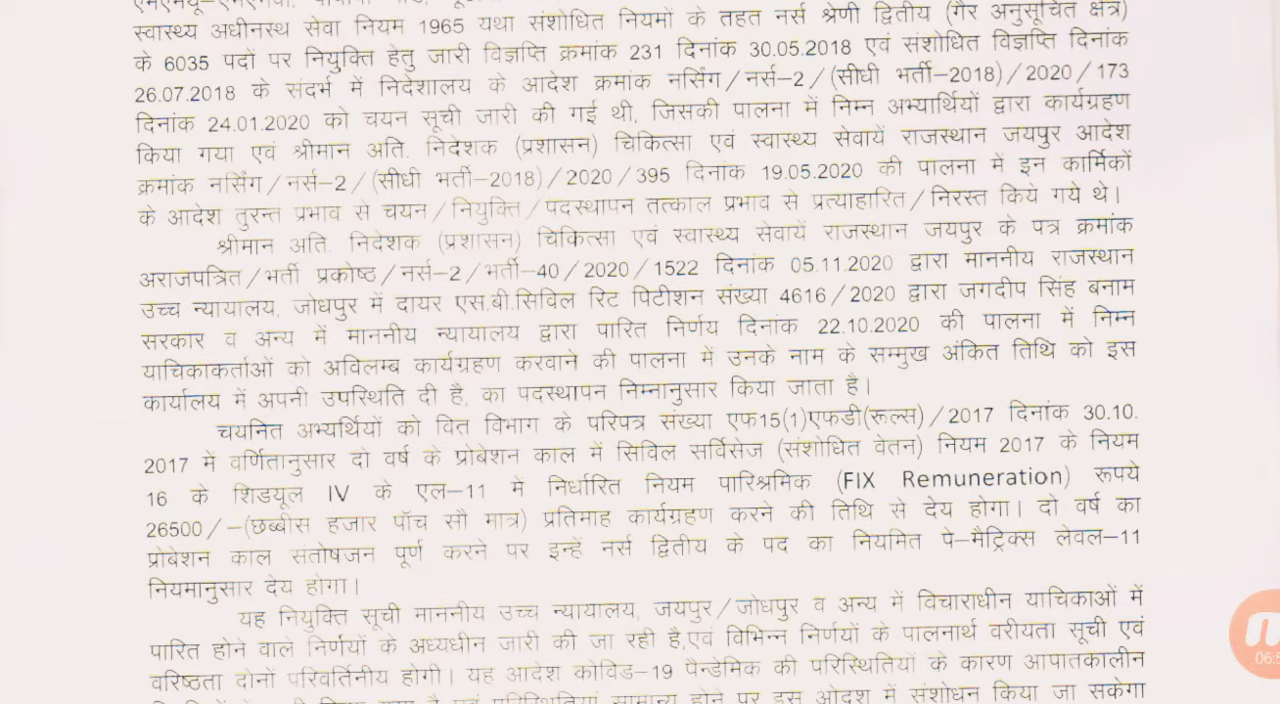 स्वास्थ्य अधीनस्थ सेवा नियम 1965 यथा संशोधित नियमों के तहत नर्स श्रेणी द्वितीय (गैर अनुसूचित क्षेत्र)
के 6035 पदों पर नियुक्ति हेतु जारी विज्ञप्ति क्रमांक 231 दिनांक 30.05.2018 एवं संशोधित विज्ञप्ति दिनांक
26.07.2018 के संदर्भ में निदेशालय के आदेश क्रमांक नर्सिंग/नर्स–2/(सीधी भर्ती–2018)/2020/173
दिनांक 24.01.2020 को चयन सूची जारी की गई थी, जिसकी पालना में निम्न अभ्यार्थियों द्वारा कार्यग्रहण
किया गया एवं श्रीमान अति. निदेशक (प्रशासन) चिकित्सा एवं स्वास्थ्य सेवायें राजस्थान जयपुर आदेश
क्रमांक नर्सिंग/नर्स–2/(सीधी भर्ती–2018)/2020/395 दिनांक 19.05.2020 की पालना में इन कार्मिकों
के आदेश तुरन्त प्रभाव से चयन/नियुक्ति/पदस्थापन तत्काल प्रभाव से प्रत्याहारित/निरस्त किये गये थे।
श्रीमान अति. निदेशक (प्रशासन) चिकित्सा एवं स्वास्थ्य सेवायें राजस्थान जयपुर के पत्र क्रमांक
अराजपत्रित/भर्ती प्रकोष्ठ/नर्स–2/भर्ती–40/2020/1522 दिनांक 05.11.2020 द्वारा माननीय राजस्थान
उच्च न्यायालय, जोधपुर में दायर एस.बी.सिविल रिट पिटीशन संख्या 4616/2020 द्वारा जगदीप सिंह बनाम
सरकार व अन्य में माननीय न्यायालय द्वारा पारित निर्णय दिनांक 22.10.2020 की पालना में निम्न
याचिकाकर्ताओं को अविलम्ब कार्यग्रहण करवाने की पालना में उनके नाम के सम्मुख अंकित तिथि को इस
कार्यालय में अपनी उपस्थिति दी है, का पदस्थापन निम्नानुसार किया जाता है।
चयनित अभ्यर्थियों को वित विभाग के परिपत्र संख्या एफ15(1)एफडी(रूल्स)/2017 दिनांक 30.10.
2017 में वर्णितानुसार दो वर्ष के प्रोबेशन काल में सिविल सर्विसेज (संशोधित वेतन) नियम 2017 के नियम
16 के शिडयूल IV के एल–11 में निर्धारित नियम पारिश्रमिक (FIX Remuneration) रूपये
26500/–(छब्बीस हजार पॉच सौ मात्र) प्रतिमाह कार्यग्रहण करने की तिथि से देय होगा। दो वर्ष का
प्रोबेशन काल सतोषजन पूर्ण करने पर इन्हें नर्स द्वितीय के पद का नियमित पे–मैट्रिक्स लेवल–11
नियमानुसार देय होगा।
यह नियुक्ति सूची माननीय उच्च न्यायालय, जयपुर/जोधपुर व अन्य में विचाराधीन याचिकाओं में
पारित होने वाले निर्णयों के अध्यधीन जारी की जा रही है,एवं विभिन्न निर्णयों के पालनार्थ वरीयता सूची एवं
वरिष्ठता दोनों परिवर्तिनीय होगी। यह आदेश कोविड–19 पैन्डेमिक की परिस्थितियों के कारण आपातकालीन
सामान्य होने पर इस ओदश में संशोधन किया जा सकेगा